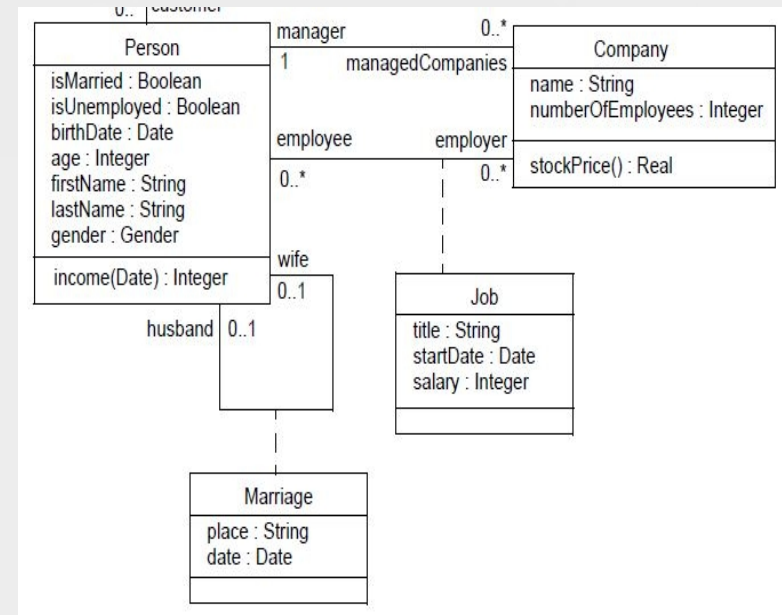 Person
isMarried : Boolean
isUnemployed : Boolean
birthDate : Date
age : Integer
firstName : String
lastName : String
gender : Gender
income(Date) : Integer
manager
0..*
1
managedCompanies
Company
name : String
numberOfEmployees : Integer
stockPrice() : Real
employee
employer
0..*
0..*
wife
0..1
husband
0..1
Job
title : String
startDate : Date
salary : Integer
Marriage
place : String
date : Date